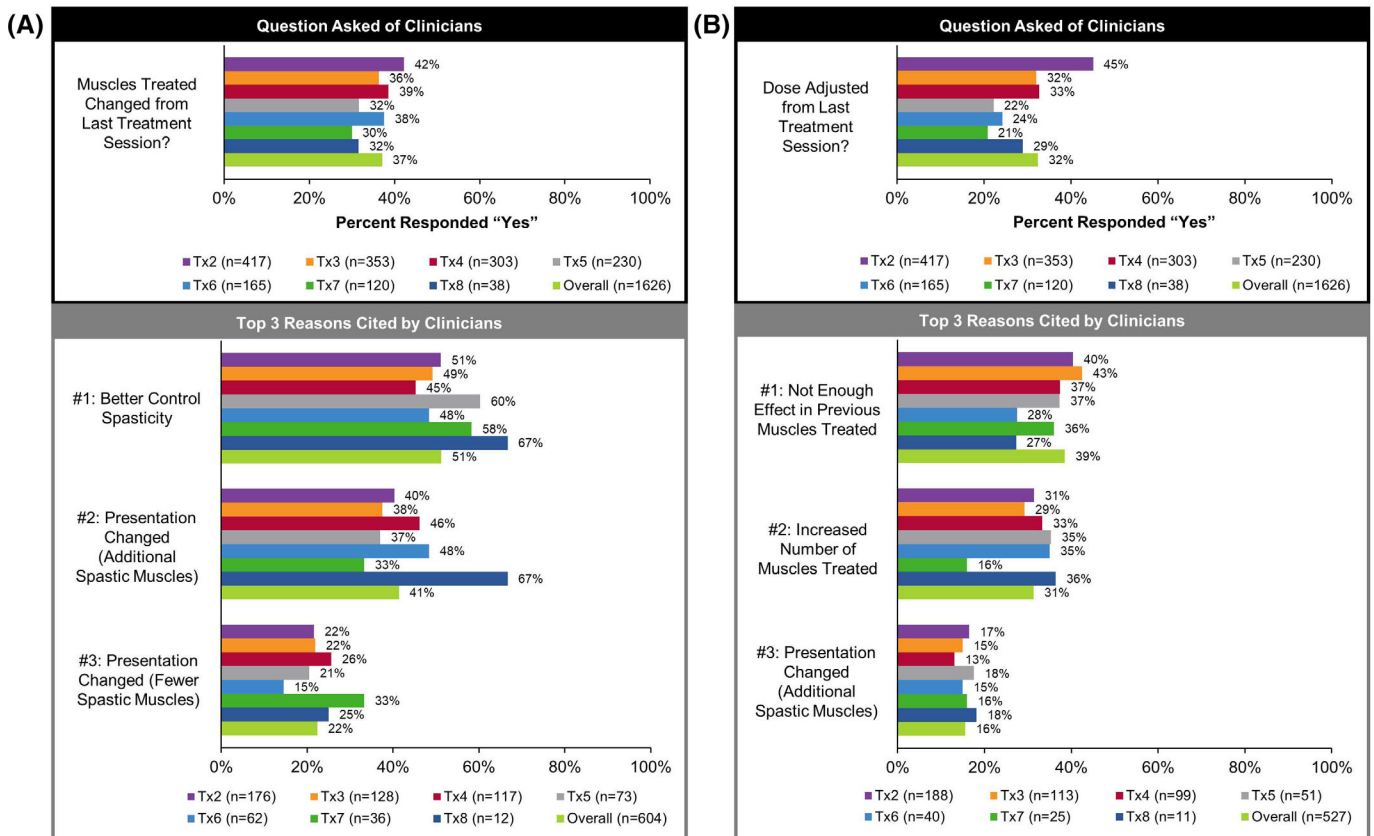 (A)
Question Asked of Clinicians
Muscles Treated
Changed from
Last Treatment
Session?
42%
36%
39%
32%
38%
30%
32%
37%
0% 20% 40% 60% 80% 100%
Percent Responded “Yes”
Tx2 (n=417) Tx3 (n=353) Tx4 (n=303) Tx5 (n=230)
Tx6 (n=165) Tx7 (n=120) Tx8 (n=38) Overall (n=1626)
Top 3 Reasons Cited by Clinicians
#1: Better Control
Spasticity
51%
49%
45%
60%
48%
58%
67%
51%
#2: Presentation
Changed
(Additional
Spastic Muscles)
40%
38%
46%
37%
48%
33%
67%
41%
#3: Presentation
Changed (Fewer
Spastic Muscles)
22%
22%
26%
21%
15%
33%
25%
22%
0% 20% 40% 60% 80% 100%
Tx2 (n=176) Tx3 (n=128) Tx4 (n=117) Tx5 (n=73)
Tx6 (n=62) Tx7 (n=36) Tx8 (n=12) Overall (n=604)
(B)
Question Asked of Clinicians
Dose Adjusted
from Last
Treatment
Session?
45%
32%
33%
22%
24%
21%
29%
32%
0% 20% 40% 60% 80% 100%
Percent Responded “Yes”
Tx2 (n=417) Tx3 (n=353) Tx4 (n=303) Tx5 (n=230)
Tx6 (n=165) Tx7 (n=120) Tx8 (n=38) Overall (n=1626)
Top 3 Reasons Cited by Clinicians
#1: Not Enough
Effect in Previous
Muscles Treated
40%
43%
37%
37%
28%
36%
27%
39%
#2: Increased
Number of
Muscles Treated
31%
29%
33%
35%
35%
16%
36%
31%
#3: Presentation
Changed
(Additional
Spastic Muscles)
17%
15%
13%
18%
15%
16%
18%
16%
0% 20% 40% 60% 80% 100%
Tx2 (n=188) Tx3 (n=113) Tx4 (n=99) Tx5 (n=51)
Tx6 (n=40) Tx7 (n=25) Tx8 (n=11) Overall (n=527)